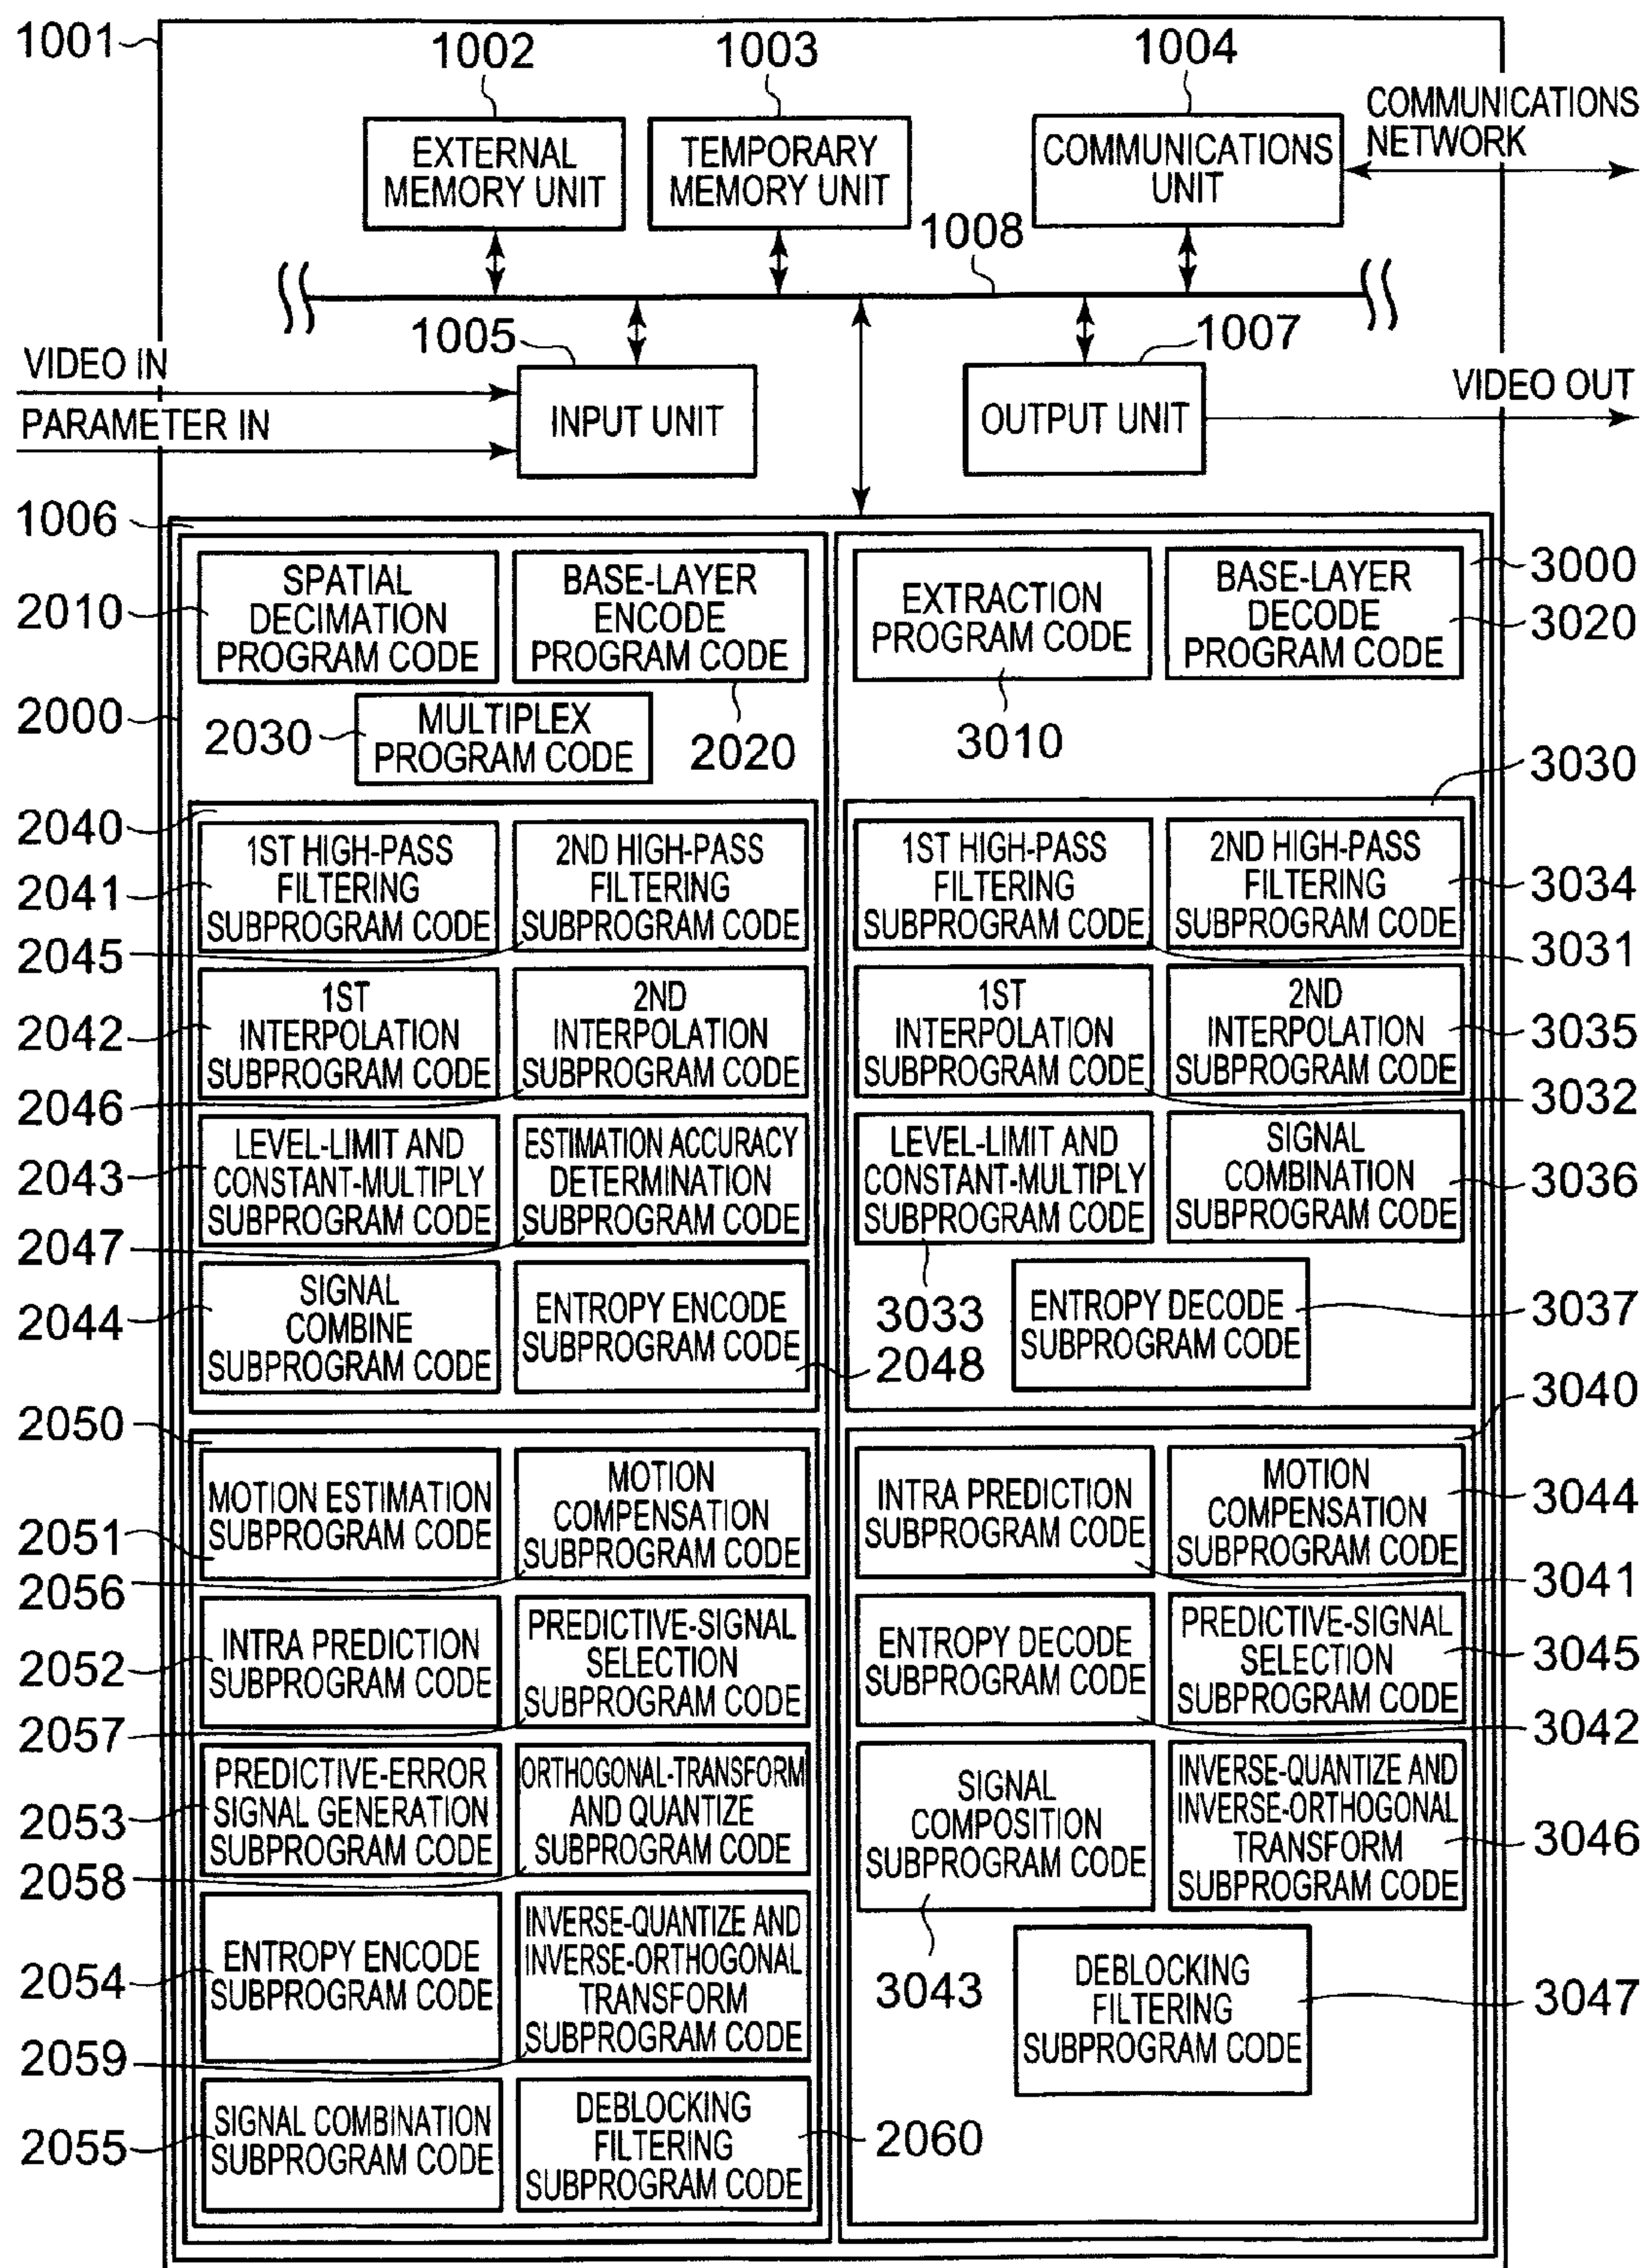 1001
1002
1003
1004
COMMUNICATIONS
NETWORK
EXTERNAL
MEMORY UNIT
TEMPORARY
MEMORY UNIT
COMMUNICATIONS
UNIT
1008
1005
1007
VIDEO IN
PARAMETER IN
INPUT UNIT
OUTPUT UNIT
VIDEO OUT
1006
2010
SPATIAL
DECIMATION
PROGRAM CODE
BASE-LAYER
ENCODE
PROGRAM CODE
2000
2030
MULTIPLEX
PROGRAM CODE
2020
EXTRACTION
PROGRAM CODE
BASE-LAYER
DECODE
PROGRAM CODE
3000
3020
3010
3030
2040
2041
1ST HIGH-PASS
FILTERING
SUBPROGRAM CODE
2ND HIGH-PASS
FILTERING
SUBPROGRAM CODE
2045
2042
1ST
INTERPOLATION
SUBPROGRAM CODE
2ND
INTERPOLATION
SUBPROGRAM CODE
2046
2043
LEVEL-LIMIT AND
CONSTANT-MULTIPLY
SUBPROGRAM CODE
ESTIMATION ACCURACY
DETERMINATION
SUBPROGRAM CODE
2047
2044
SIGNAL
COMBINE
SUBPROGRAM CODE
ENTROPY ENCODE
SUBPROGRAM CODE
2048
1ST HIGH-PASS
FILTERING
SUBPROGRAM CODE
2ND HIGH-PASS
FILTERING
SUBPROGRAM CODE
3034
3031
1ST
INTERPOLATION
SUBPROGRAM CODE
2ND
INTERPOLATION
SUBPROGRAM CODE
3035
3032
LEVEL-LIMIT AND
CONSTANT-MULTIPLY
SUBPROGRAM CODE
SIGNAL
COMBINATION
SUBPROGRAM CODE
3036
3033
ENTROPY DECODE
SUBPROGRAM CODE
3037
3040
2050
2051
MOTION ESTIMATION
SUBPROGRAM CODE
MOTION
COMPENSATION
SUBPROGRAM CODE
2056
2052
INTRA PREDICTION
SUBPROGRAM CODE
PREDICTIVE-SIGNAL
SELECTION
SUBPROGRAM CODE
2057
2053
PREDICTIVE-ERROR
SIGNAL GENERATION
SUBPROGRAM CODE
ORTHOGONAL-TRANSFORM
AND QUANTIZE
SUBPROGRAM CODE
2058
2054
ENTROPY ENCODE
SUBPROGRAM CODE
INVERSE-QUANTIZE AND
INVERSE-ORTHOGONAL
TRANSFORM
SUBPROGRAM CODE
2059
2055
SIGNAL COMBINATION
SUBPROGRAM CODE
DEBLOCKING
FILTERING
SUBPROGRAM CODE
2060
INTRA PREDICTION
SUBPROGRAM CODE
MOTION
COMPENSATION
SUBPROGRAM CODE
3044
3041
ENTROPY DECODE
SUBPROGRAM CODE
PREDICTIVE-SIGNAL
SELECTION
SUBPROGRAM CODE
3045
3042
SIGNAL
COMPOSITION
SUBPROGRAM CODE
INVERSE-QUANTIZE AND
INVERSE-ORTHOGONAL
TRANSFORM
SUBPROGRAM CODE
3046
3043
DEBLOCKING
FILTERING
SUBPROGRAM CODE
3047